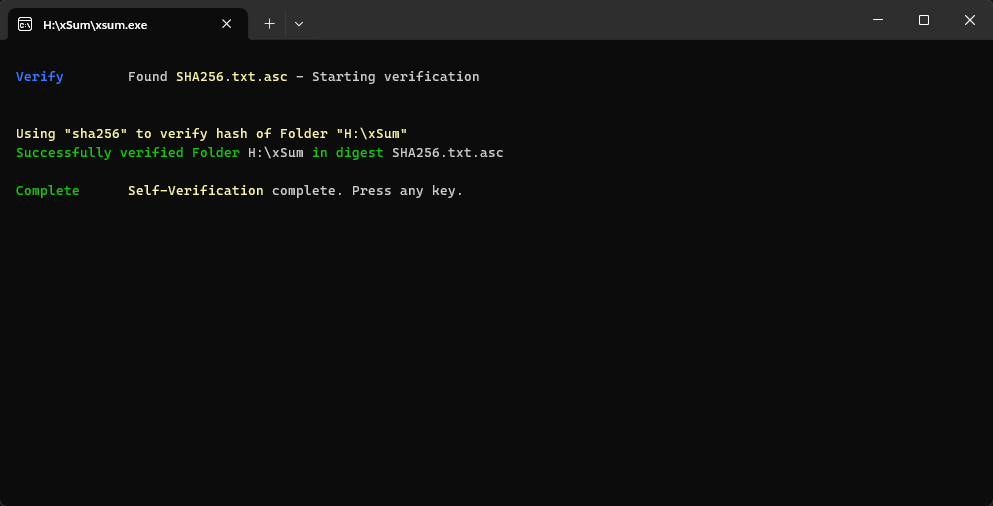 H:\xSum\xsum.exe
Verify Found SHA256.txt.asc - Starting verification
Using "sha256" to verify hash of Folder "H:\xSum"
Successfully verified Folder H:\xSum in digest SHA256.txt.asc
Complete Self-Verification complete. Press any key.